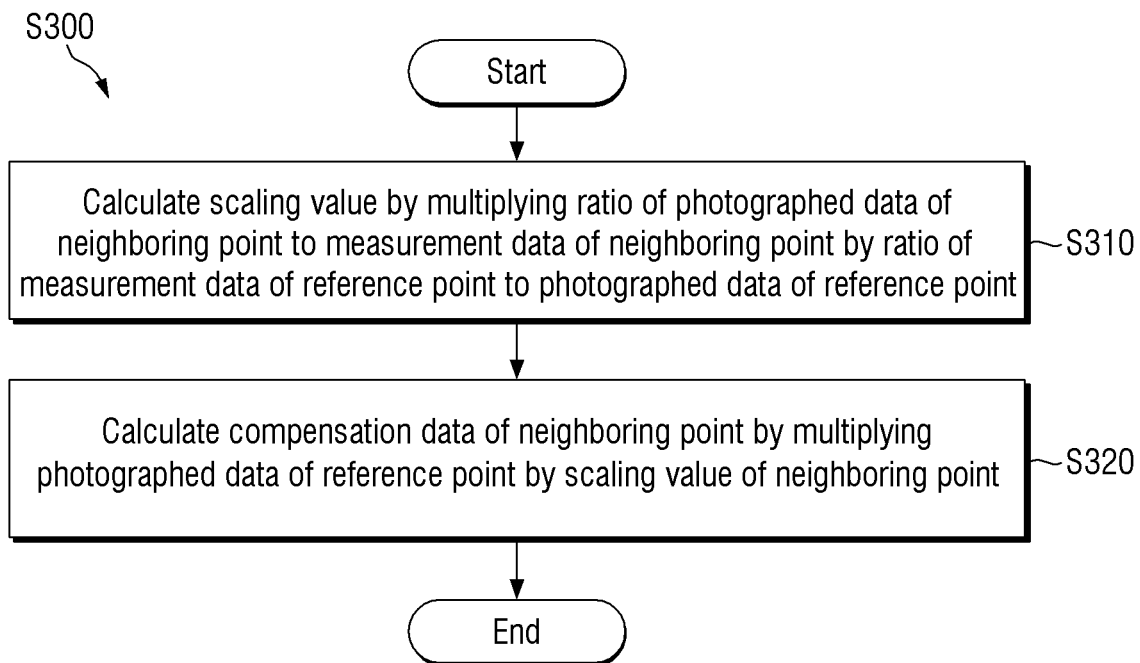 S300
Start
Calculate scaling value by multiplying ratio of photographed data of
neighboring point to measurement data of neighboring point by ratio of
measurement data of reference point to photographed data of reference point
S310
Calculate compensation data of neighboring point by multiplying
photographed data of reference point by scaling value of neighboring point
S320
End